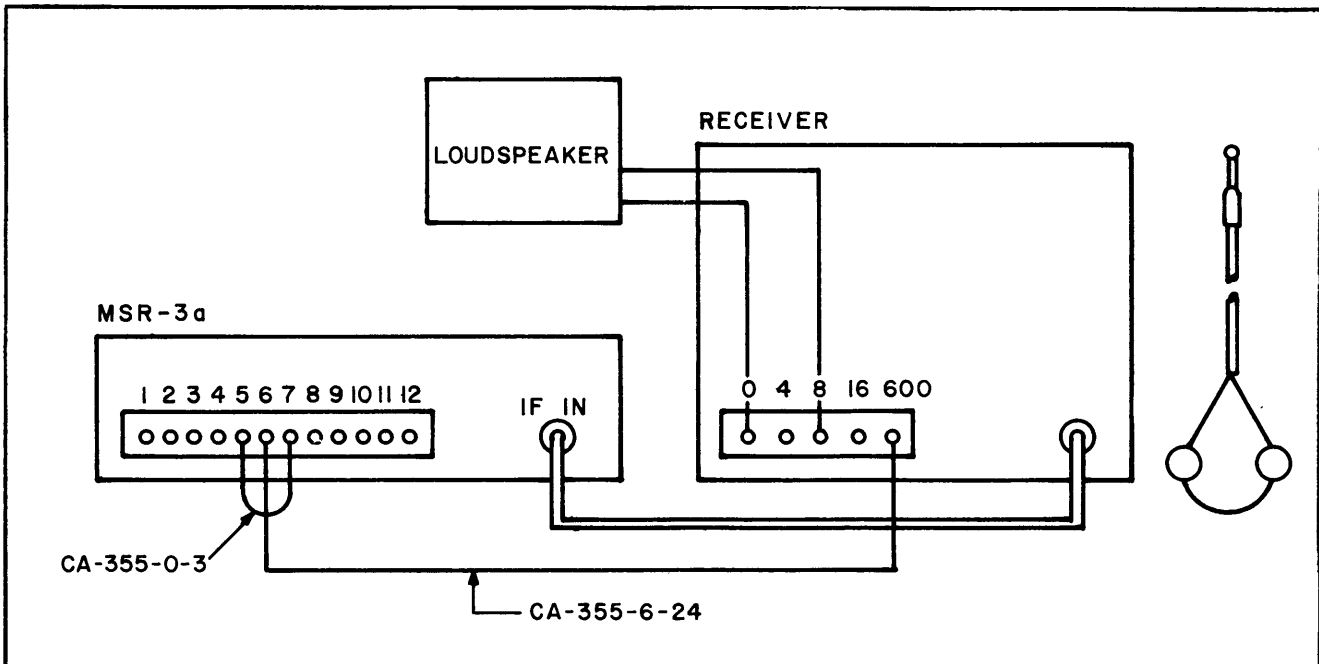 RECEIVER
LOUDSPEAKER
MSR-3a
1 2 3 4 5 6 7 8 9 10 11 12
IF IN
0 4 8 16 600
CA-355-0-3
CA-355-6-24